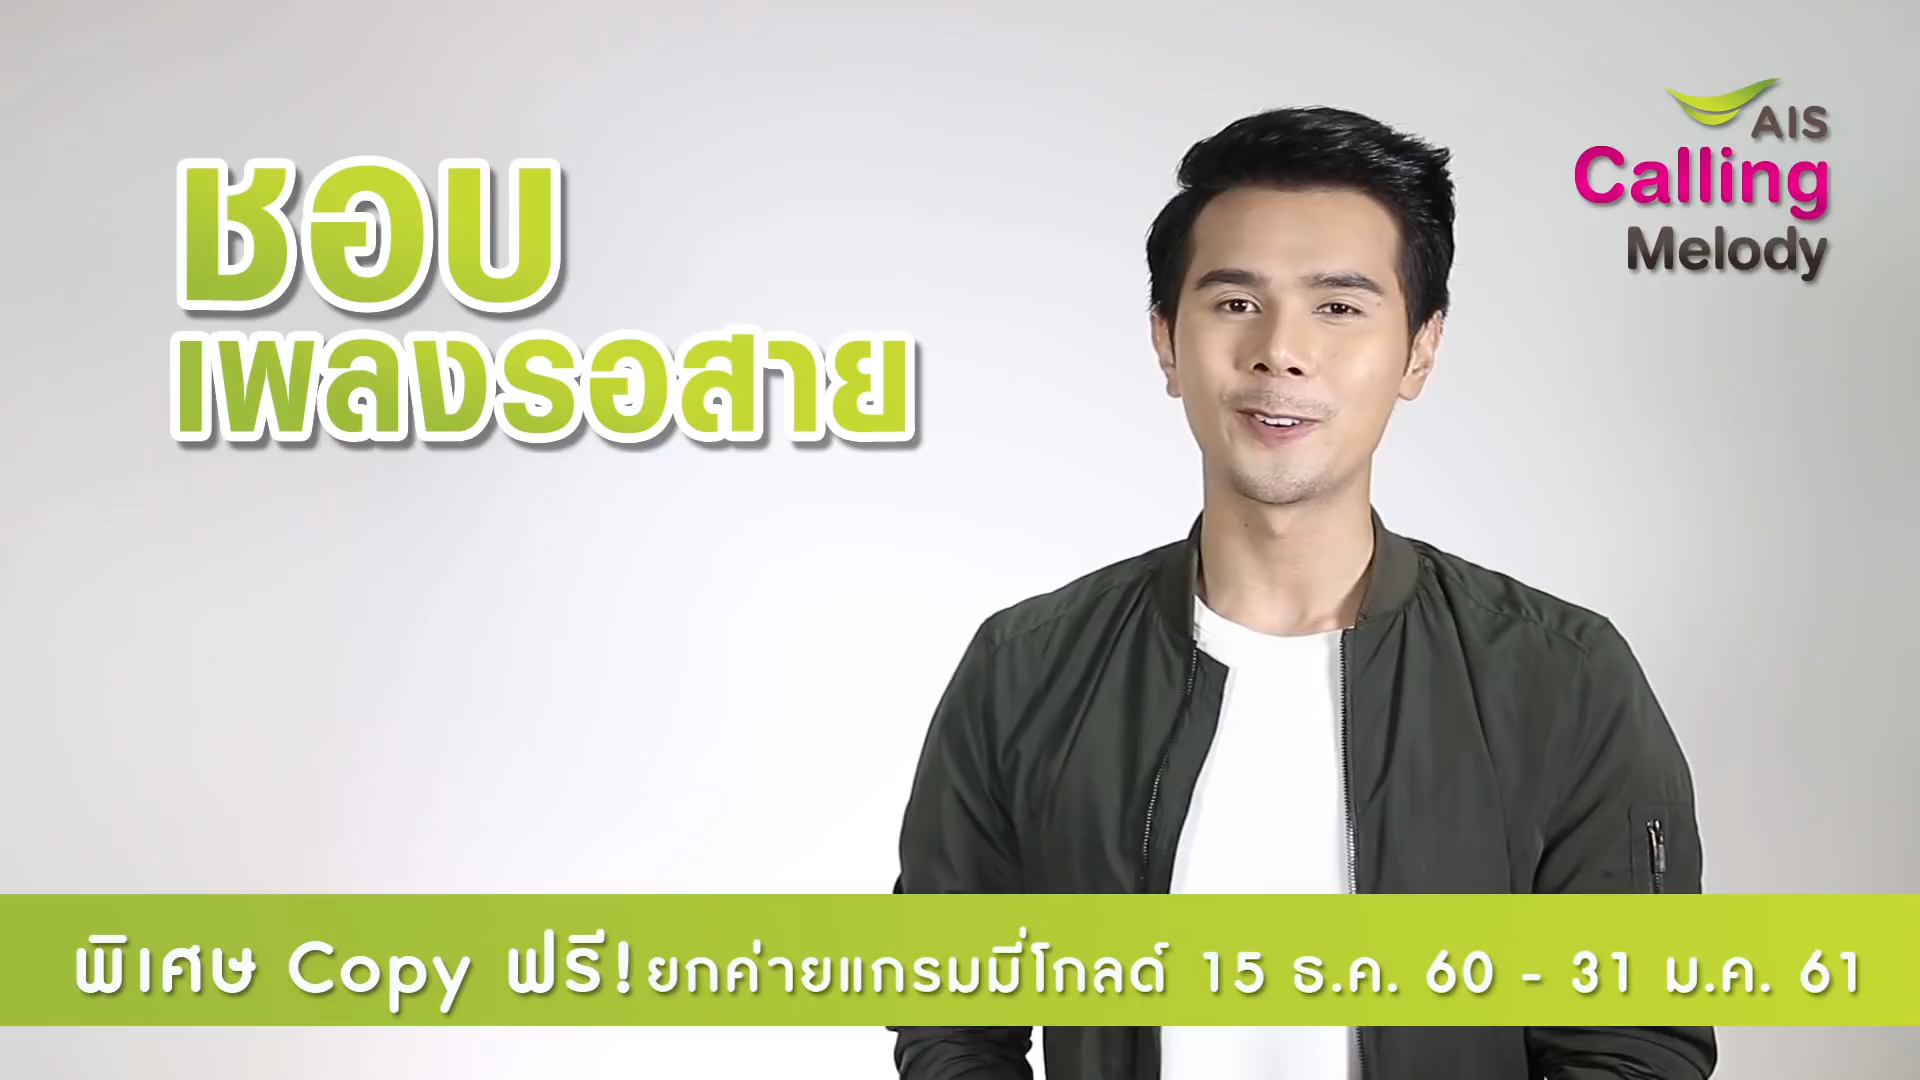 ชอบ
เพลงรอสาย
AIS
Calling
Melody
พิเศษ Copy ฟรี! ยกค่ายแกรมมี่โกลด์ 15 ธ.ค. 60 - 31 ม.ค. 61